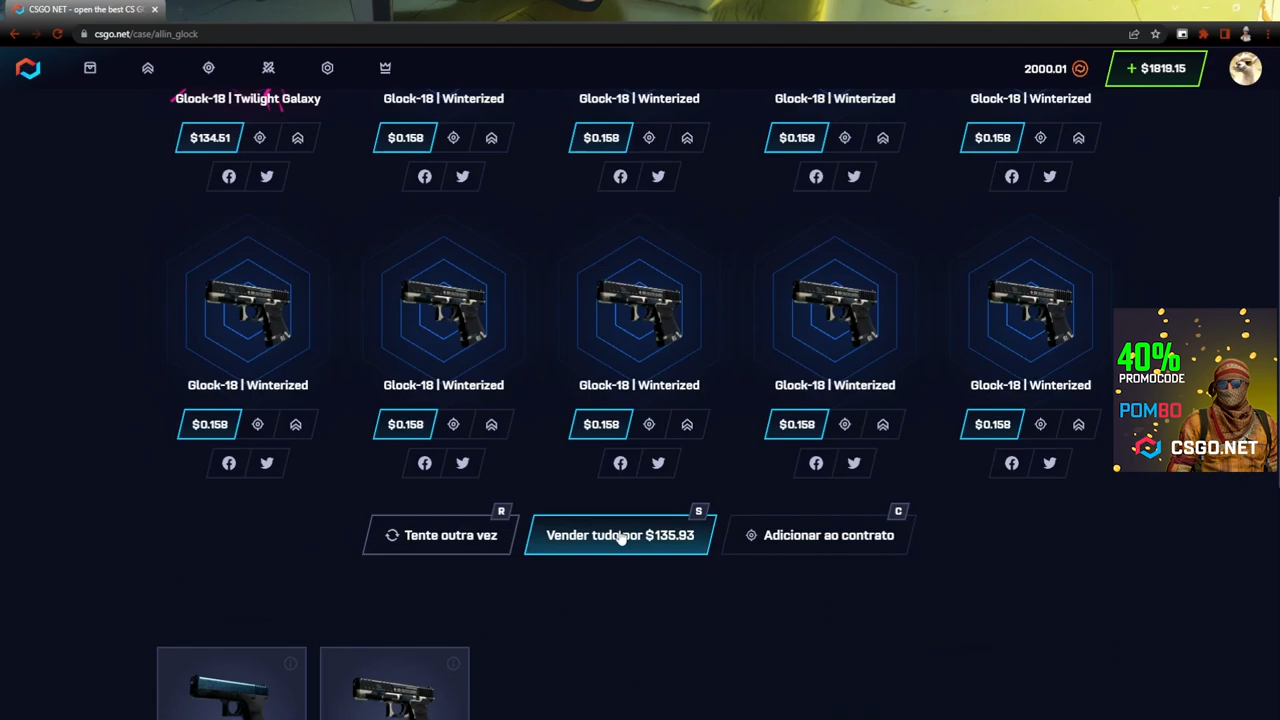 CSGO NET - open the best CS G
csgo.net/case/allin_glock
2000.01
+ $1819.15
Glock-18 | Twilight Galaxy
Glock-18 | Winterized
Glock-18 | Winterized
Glock-18 | Winterized
Glock-18 | Winterized
$134.51
$0.158
$0.158
$0.158
$0.158
Glock-18 | Winterized
Glock-18 | Winterized
Glock-18 | Winterized
Glock-18 | Winterized
Glock-18 | Winterized
$0.158
$0.158
$0.158
$0.158
$0.158
40%
PROMOCODE
POMBO
CSGO.NET
R
S
C
Tente outra vez
Vender tudo por $135.93
Adicionar ao contrato